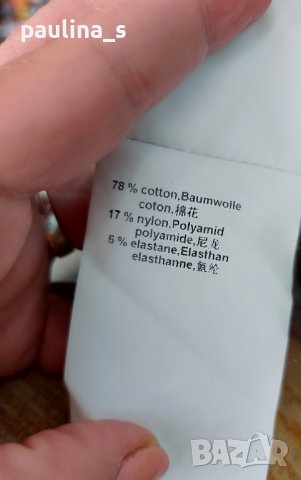 paulina_s
78 % cotton,Baumwolle
coton,棉花
17 % nylon,Polyamid
polyamide,尼龙
5 % elastane,Elasthan
elasthanne,氨纶
BAZAR
bg